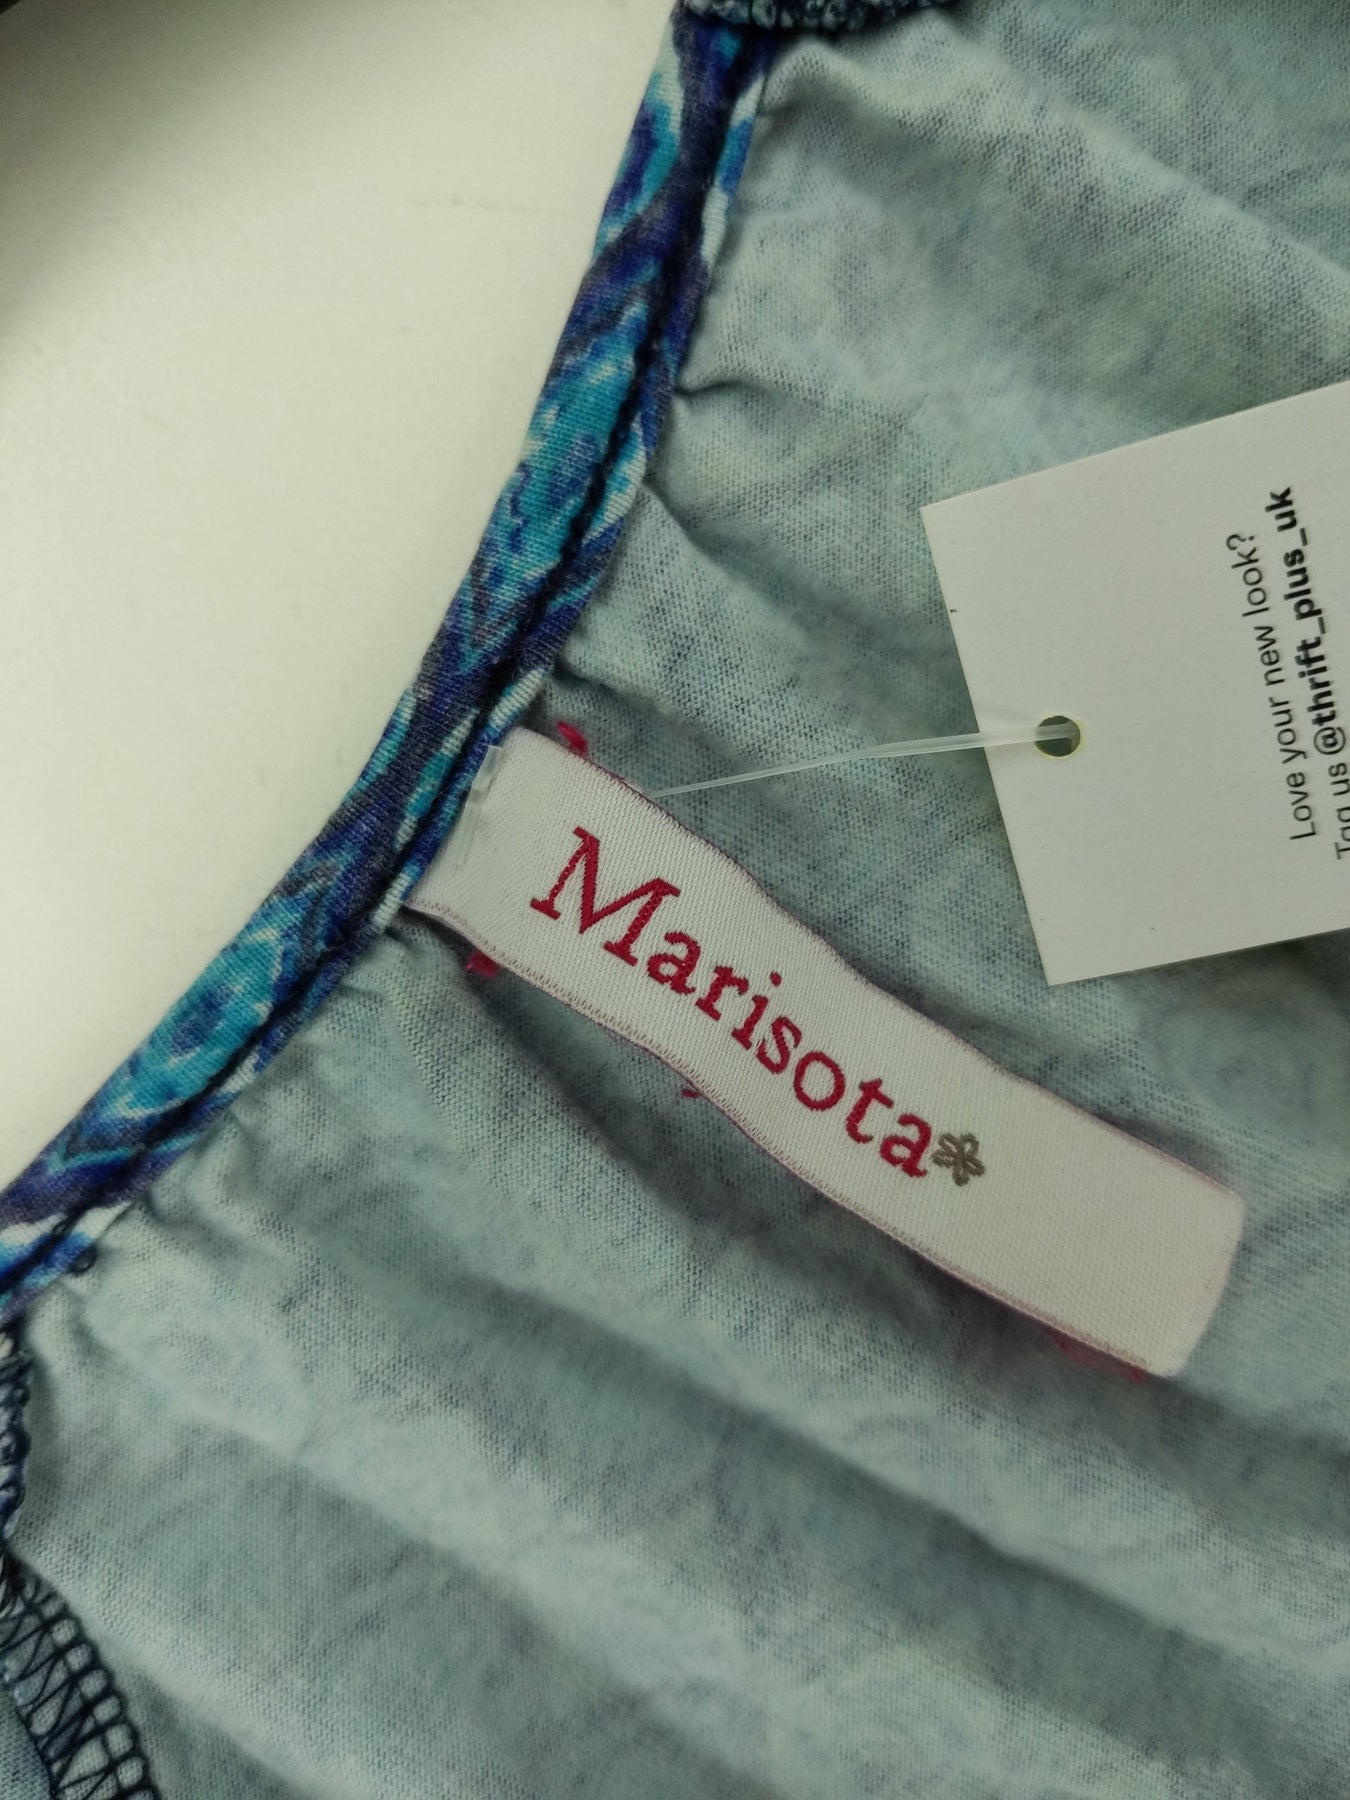 Marisota
Love your new look?
Tag us @thrift_plus_uk